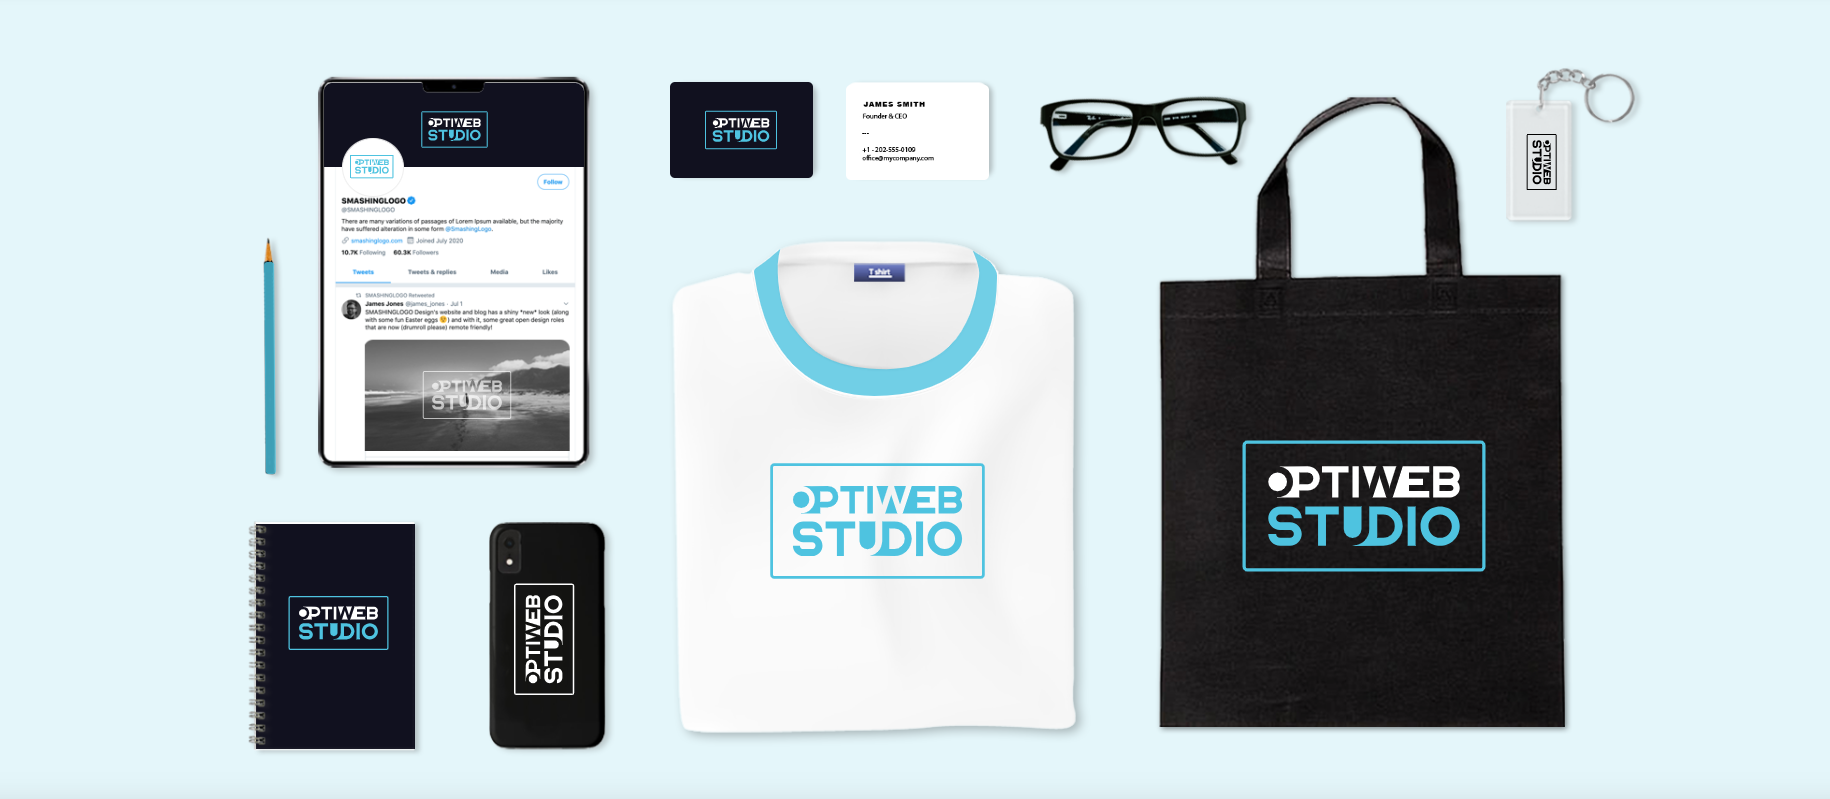 OPTIWEB
STUDIO
OPTIWEB
STUDIO
Follow
SMASHINGLOGO
@SMASHINGLOGO
There are many variations of passages of Lorem Ipsum available, but the majority
have suffered alteration in some form @SmashingLogo.
smashinglogo.com Joined July 2020
10.7K Following 60.3K Followers
Tweets Tweets & replies Media Likes
SMASHINGLOGO Retweeted
James Jones @james_jones · Jul 1
SMASHINGLOGO Design's website and blog has a shiny *new* look (along
with some fun Easter eggs 😍) and with it, some great open design roles
that are now (drumroll please) remote friendly!
OPTIWEB
STUDIO
OPTIWEB
STUDIO
JAMES SMITH
Founder & CEO
---
+1 - 202-555-0109
office@mycompany.com
OPTIWEB
STUDIO
T shirt
OPTIWEB
STUDIO
OPTIWEB
STUDIO
OPTIWEB
STUDIO
OPTIWEB
STUDIO